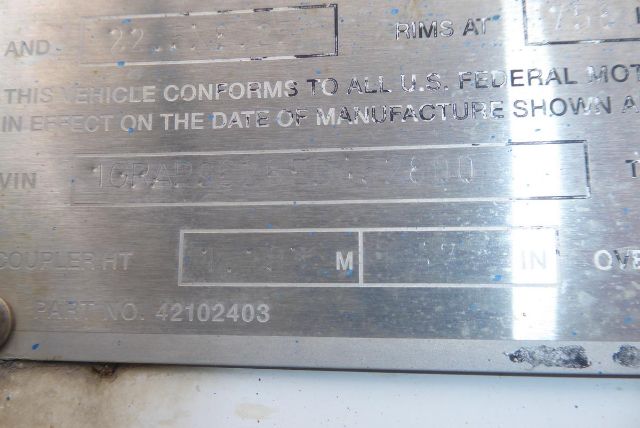 AND RIMS AT
THIS VEHICLE CONFORMS TO ALL U.S. FEDERAL MOT
IN EFFECT ON THE DATE OF MANUFACTURE SHOWN A
VIN
COUPLER HT M IN OVE
PART NO. 42102403